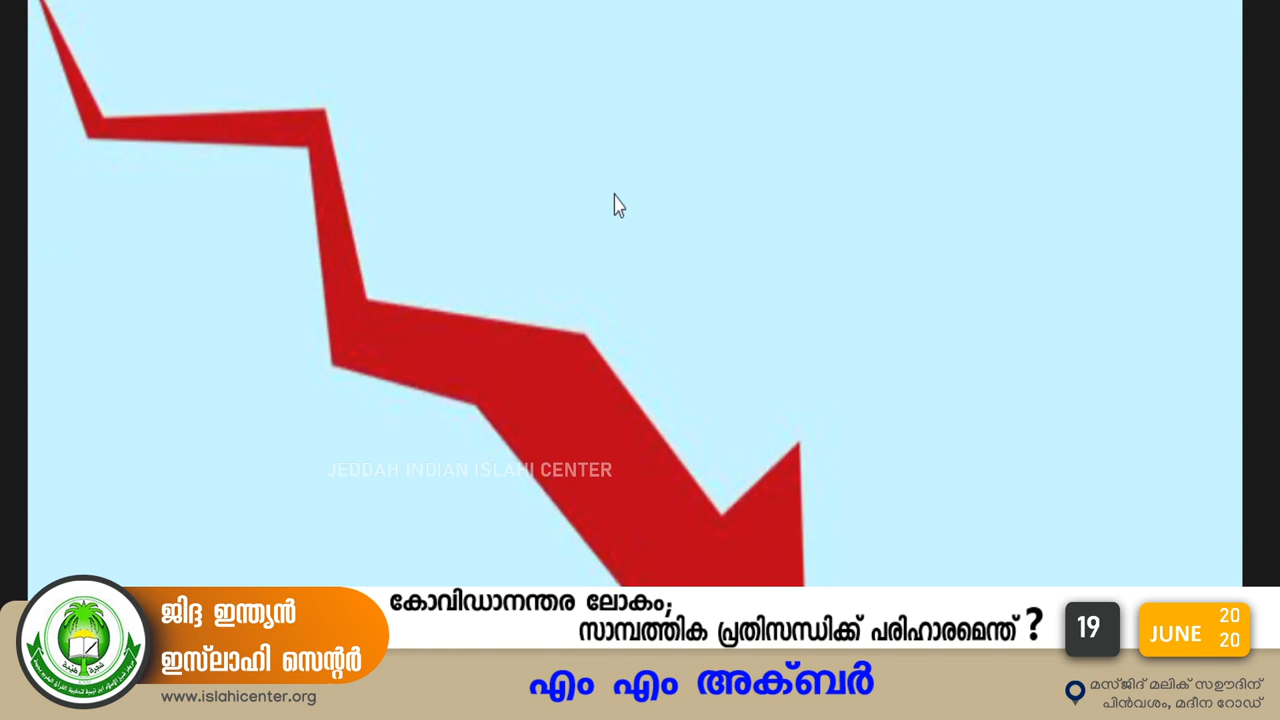 JEDDAH INDIAN ISLAHI CENTER
ജിദ്ദ ഇന്ത്യൻ
ഇസ്‌ലാഹി സെന്റർ
www.islahicenter.org
കോവിഡാനന്തര ലോകം;
സാമ്പത്തിക പ്രതിസന്ധിക്ക് പരിഹാരമെന്ത് ?
എം എം അക്ബർ
19
JUNE
20
20
മസ്ജിദ് മലിക് സഊദിന്
പിൻവശം, മദീന റോഡ്